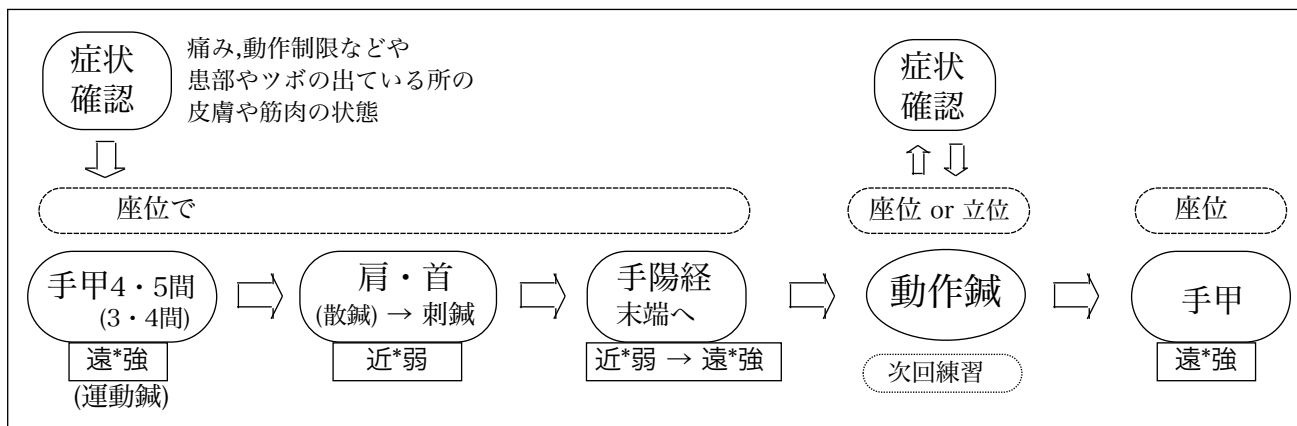 症状
確認
痛み,動作制限などや
患部やツボの出ている所の
皮膚や筋肉の状態
症状
確認
座位で
座位 or 立位
座位
手甲4・5間
(3・4間)
遠*強
(運動鍼)
肩・首
(散鍼) → 刺鍼
近*弱
手陽経
末端へ
近*弱 → 遠*強
動作鍼
次回練習
手甲
遠*強